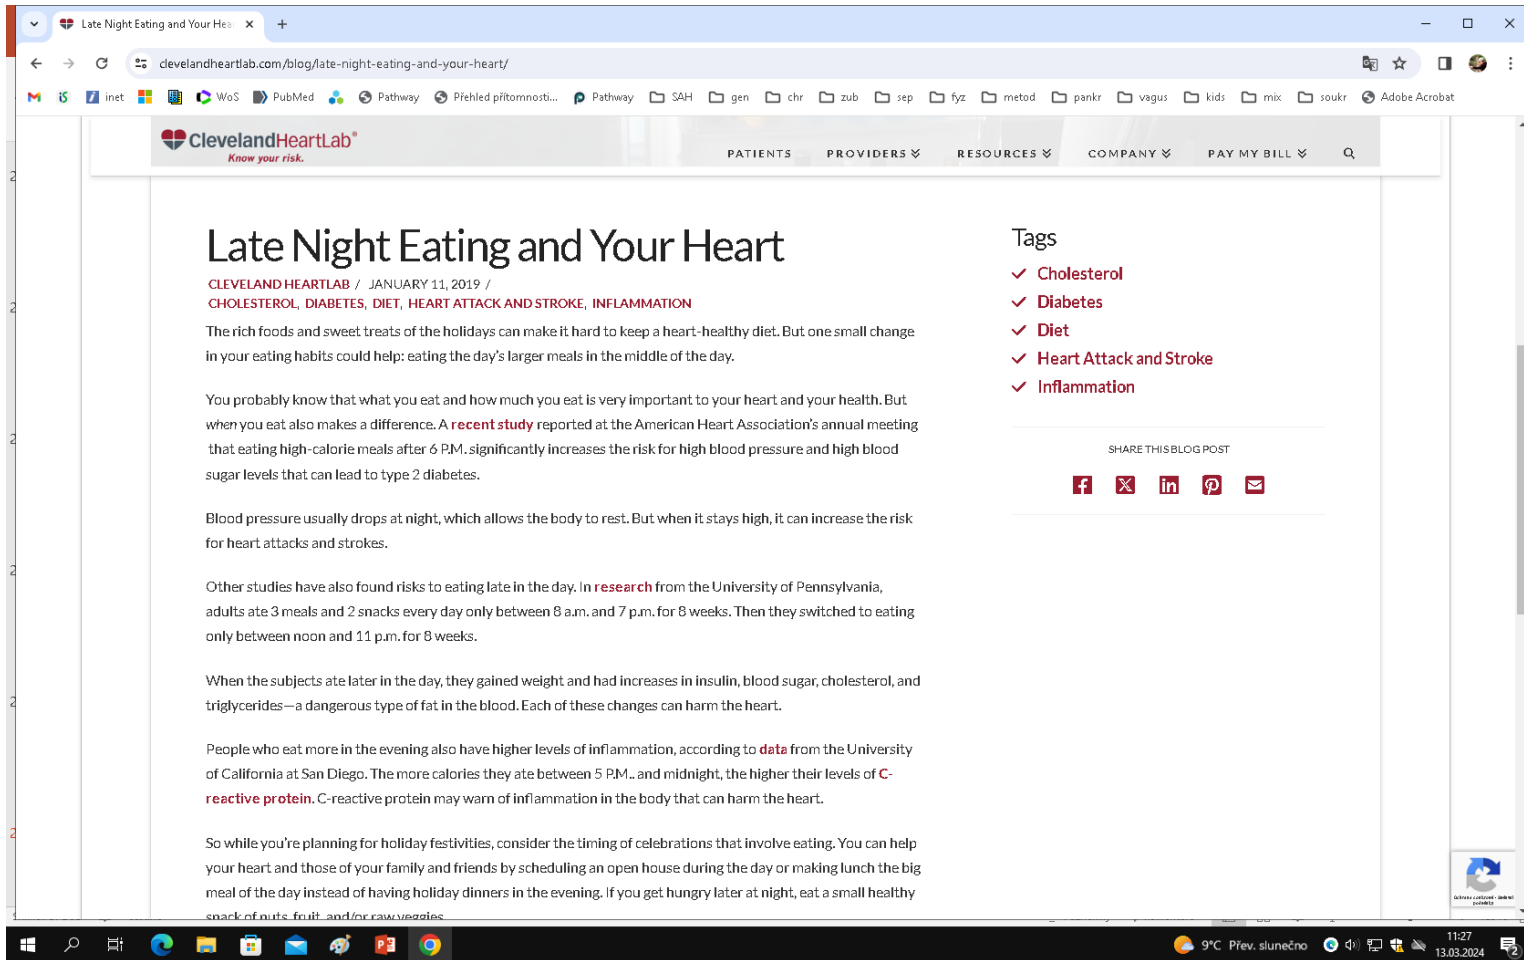 Late Night Eating and Your Hea
clevelandheartlab.com/blog/late-night-eating-and-your-heart/
inet WoS PubMed Pathway Přehled přítomnosti... Pathway SAH gen chr zub sep fyz metod pankr vagus kids mix soukr Adobe Acrobat
ClevelandHeartLab®
Know your risk.
PATIENTS PROVIDERS RESOURCES COMPANY PAY MY BILL
Late Night Eating and Your Heart
CLEVELAND HEARTLAB / JANUARY 11, 2019 /
CHOLESTEROL, DIABETES, DIET, HEART ATTACK AND STROKE, INFLAMMATION
The rich foods and sweet treats of the holidays can make it hard to keep a heart-healthy diet. But one small change
in your eating habits could help: eating the day's larger meals in the middle of the day.
You probably know that what you eat and how much you eat is very important to your heart and your health. But
when you eat also makes a difference. A recent study reported at the American Heart Association's annual meeting
that eating high-calorie meals after 6 P.M. significantly increases the risk for high blood pressure and high blood
sugar levels that can lead to type 2 diabetes.
Blood pressure usually drops at night, which allows the body to rest. But when it stays high, it can increase the risk
for heart attacks and strokes.
Other studies have also found risks to eating late in the day. In research from the University of Pennsylvania,
adults ate 3 meals and 2 snacks every day only between 8 a.m. and 7 p.m. for 8 weeks. Then they switched to eating
only between noon and 11 p.m. for 8 weeks.
When the subjects ate later in the day, they gained weight and had increases in insulin, blood sugar, cholesterol, and
triglycerides—a dangerous type of fat in the blood. Each of these changes can harm the heart.
People who eat more in the evening also have higher levels of inflammation, according to data from the University
of California at San Diego. The more calories they ate between 5 P.M.. and midnight, the higher their levels of C-
reactive protein. C-reactive protein may warn of inflammation in the body that can harm the heart.
So while you're planning for holiday festivities, consider the timing of celebrations that involve eating. You can help
your heart and those of your family and friends by scheduling an open house during the day or making lunch the big
meal of the day instead of having holiday dinners in the evening. If you get hungry later at night, eat a small healthy
snack of nuts, fruit, and/or raw veggies.
Tags
Cholesterol
Diabetes
Diet
Heart Attack and Stroke
Inflammation
SHARE THIS BLOG POST
9°C Přev. slunečno
11:27
13.03.2024
2